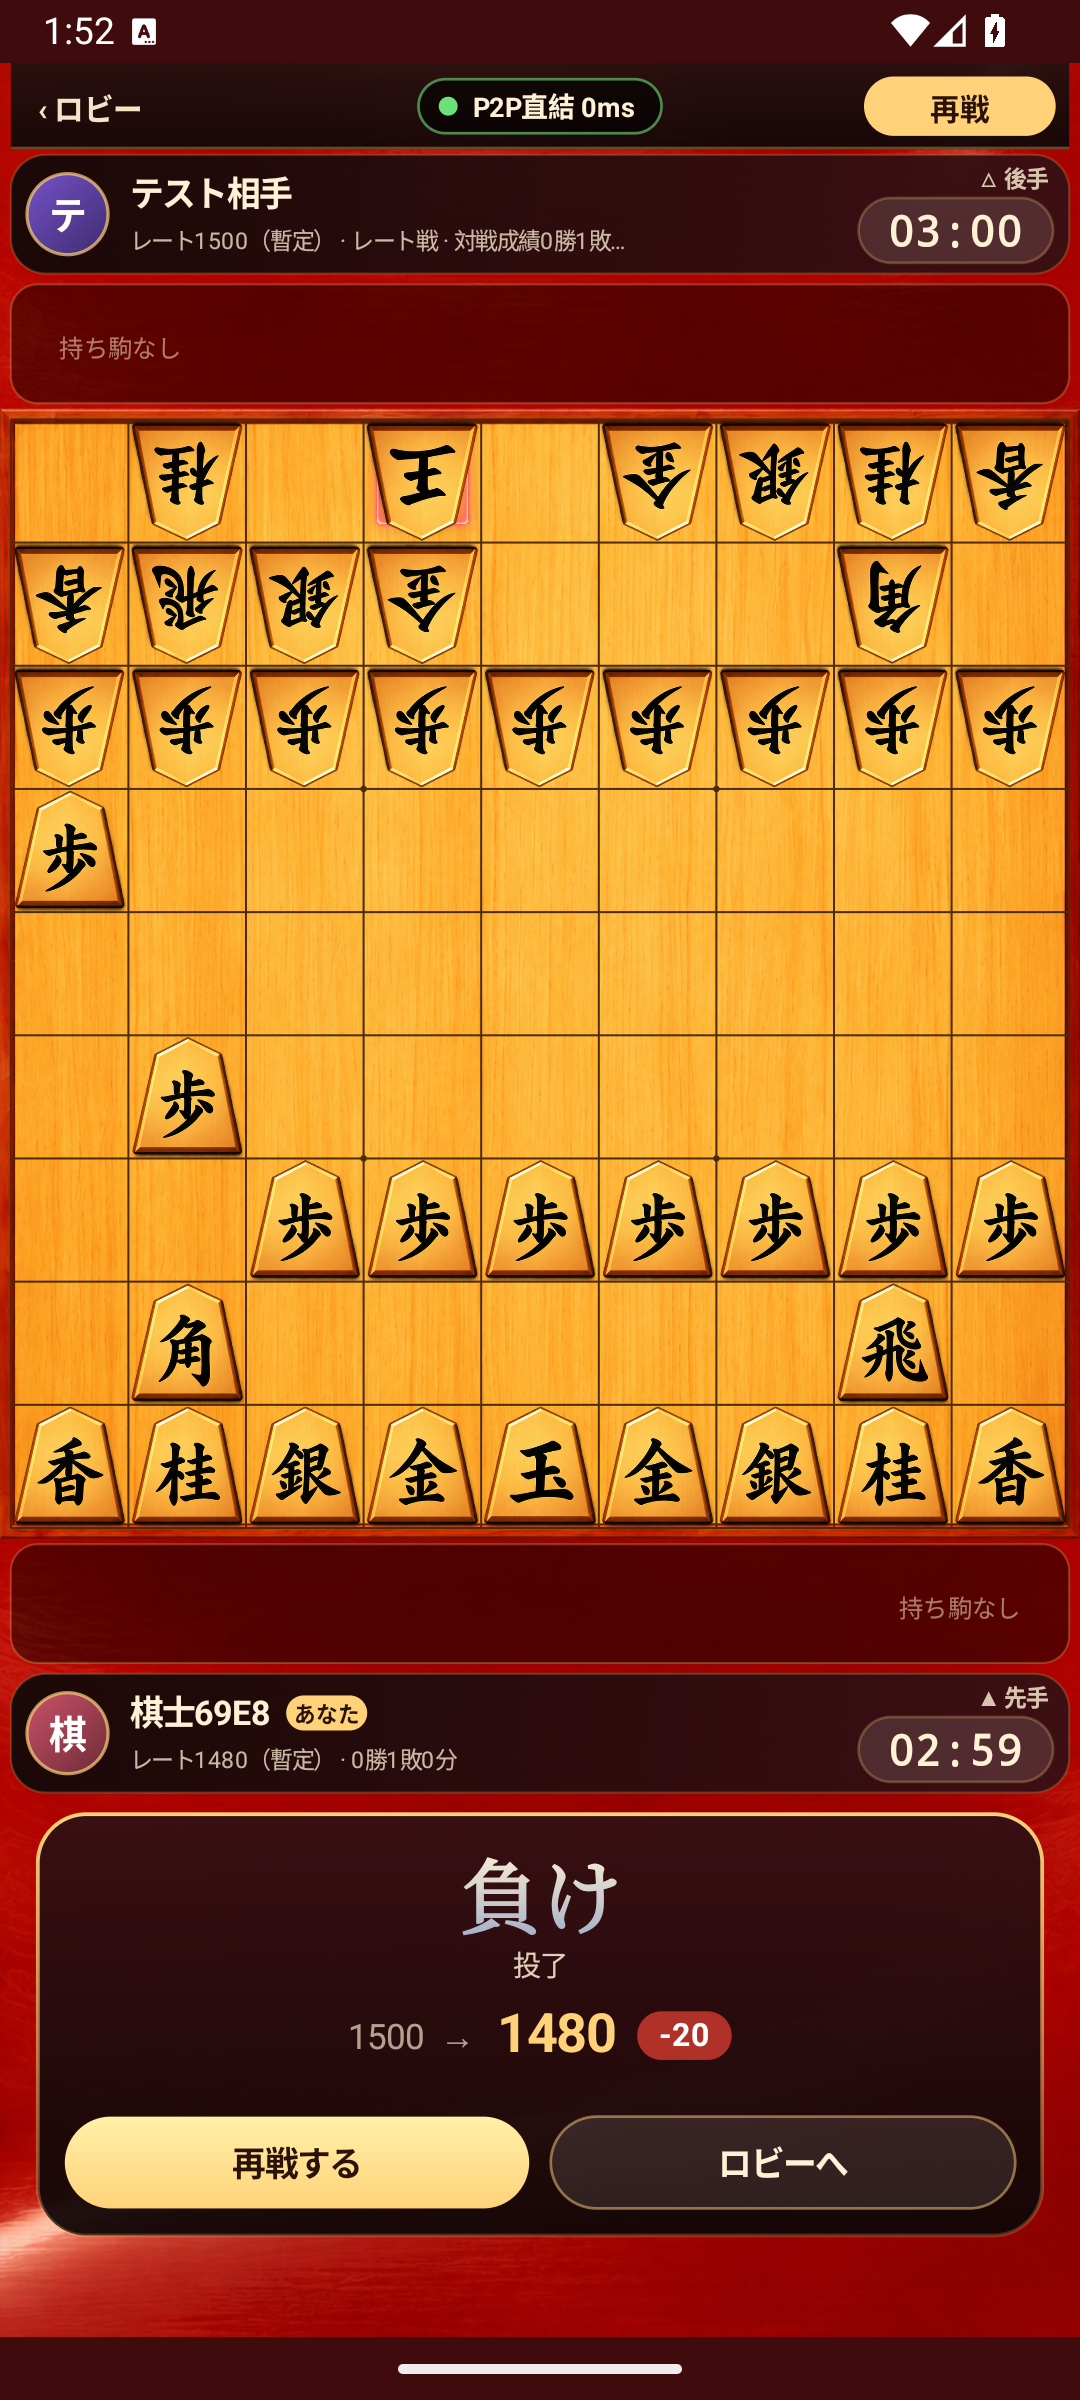 1:52
‹ ロビー
P2P直結 0ms
再戦
テ
テスト相手
レート1500（暫定）· レート戦 · 対戦成績0勝1敗…
△ 後手
03:00
持ち駒なし
桂 王 金 銀 桂 香
香 飛 銀 金 角
歩 歩 歩 歩 歩 歩 歩 歩 歩
歩
歩
歩 歩 歩 歩 歩 歩 歩
角 飛
香 桂 銀 金 玉 金 銀 桂 香
持ち駒なし
棋
棋士69E8 あなた
レート1480（暫定）· 0勝1敗0分
▲ 先手
02:59
負け
投了
1500 → 1480 -20
再戦する
ロビーへ